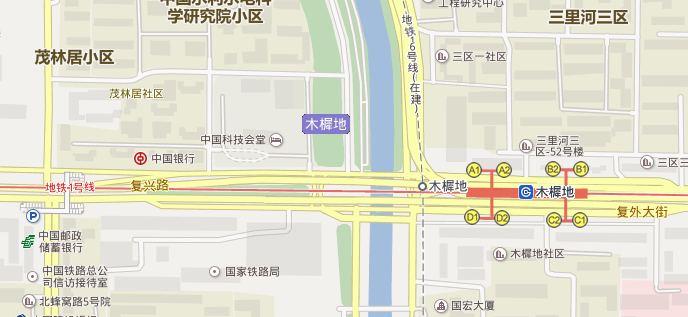 中国水利水电科
学研究院小区
茂林居小区
茂林居社区
地铁16号线(在建)
工程研究中心
三里河三区
三区一社区
木樨地
中国科技会堂
中国银行
三里河三
区-52号楼
三区三
A1
A2
B2
B1
地铁1号线
复兴路
木樨地
木樨地
D1
D2
C2
C1
复外大街
P
中国邮政
储蓄银行
中国铁路总公
司信访接待室
北蜂窝路5号院
国家铁路局
木樨地社区
国宏大厦